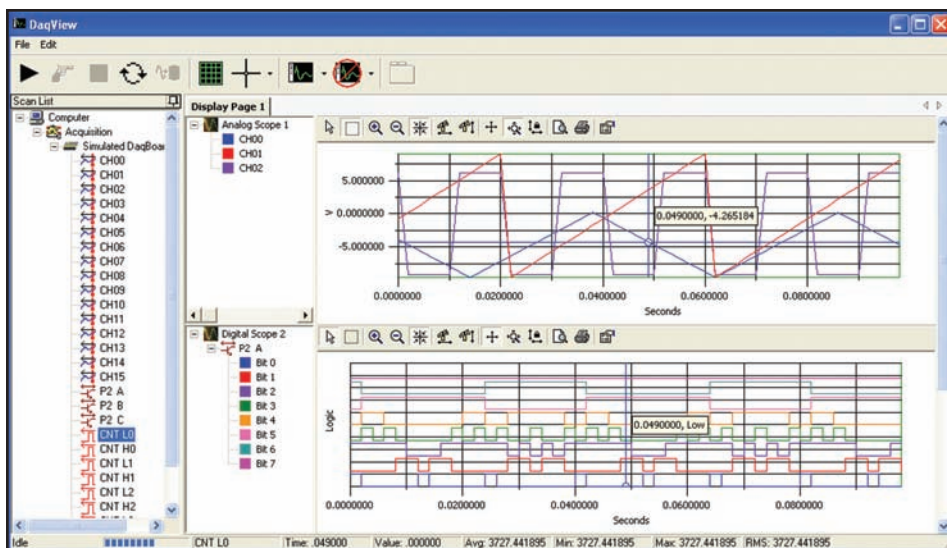 DaqView
File Edit
Scan List
Computer
Acquisition
Simulated DaqBoar
CH00
CH01
CH02
CH03
CH04
CH05
CH06
CH07
CH08
CH09
CH10
CH11
CH12
CH13
CH14
CH15
P2 A
P2 B
P2 C
CNT L0
CNT H0
CNT L1
CNT H1
CNT L2
CNT H2
Display Page 1
Analog Scope 1
CH00
CH01
CH02
V
5.000000
0.0000000
-5.000000
0.0490000, -4.265184
0.0000000 0.0200000 0.0400000 0.0600000 0.0800000
Seconds
Digital Scope 2
P2 A
Bit 0
Bit 1
Bit 2
Bit 3
Bit 4
Bit 5
Bit 6
Bit 7
Logic
0.0490000, Low
0.0000000 0.0200000 0.0400000 0.0600000 0.0800000
Seconds
Idle CNT L0 Time: .049000 Value: .000000 Avg: 3727.441895 Min: 3727.441895 Max: 3727.441895 RMS: 3727.441895